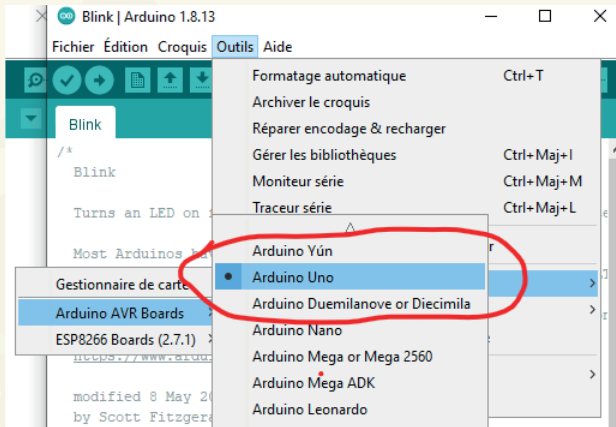 Blink | Arduino 1.8.13
Fichier Édition Croquis Outils Aide
Formatage automatique Ctrl+T
Archiver le croquis
Réparer encodage & recharger
Gérer les bibliothèques Ctrl+Maj+I
Moniteur série Ctrl+Maj+M
Traceur série Ctrl+Maj+L
Blink
/*
Blink
Turns an LED on
Most Arduinos
Arduino Yún
Arduino Uno
Arduino Duemilanove or Diecimila
Arduino Nano
Arduino Mega or Mega 2560
Arduino Mega ADK
Arduino Leonardo
Gestionnaire de carte
Arduino AVR Boards
ESP8266 Boards (2.7.1)
modified 8 May 20
by Scott Fitzgera